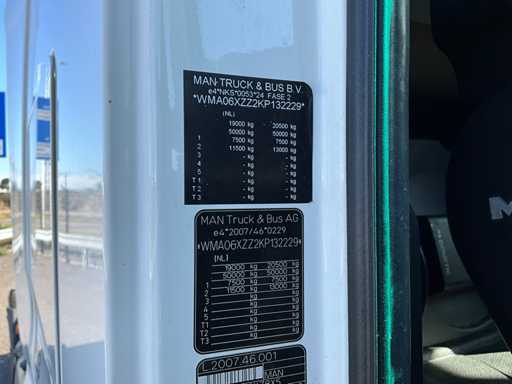 MAN TRUCK & BUS B.V.
e4*NKS*0053*24 FASE 2
*WMA06XZZ2KP132229*
(NL)
19000 kg - 20500 kg
50000 kg - 50000 kg
1 7500 kg - 7500 kg
2 11500 kg - 13000 kg
3 kg - kg
4 kg - kg
5 kg - kg
T1 kg - kg
T2 kg - kg
T3 kg - kg
MAN Truck & Bus AG
e4*2007/46*0229
*WMA06XZZ2KP132229*
(NL)
19000 kg 20500 kg
50000 kg 50000 kg
1 7500 kg 7500 kg
2 11500 kg 13000 kg
3 kg kg
4 kg kg
5 kg kg
T1 kg kg
T2 kg kg
T3 kg kg
L.2007.46.001
MAN
M